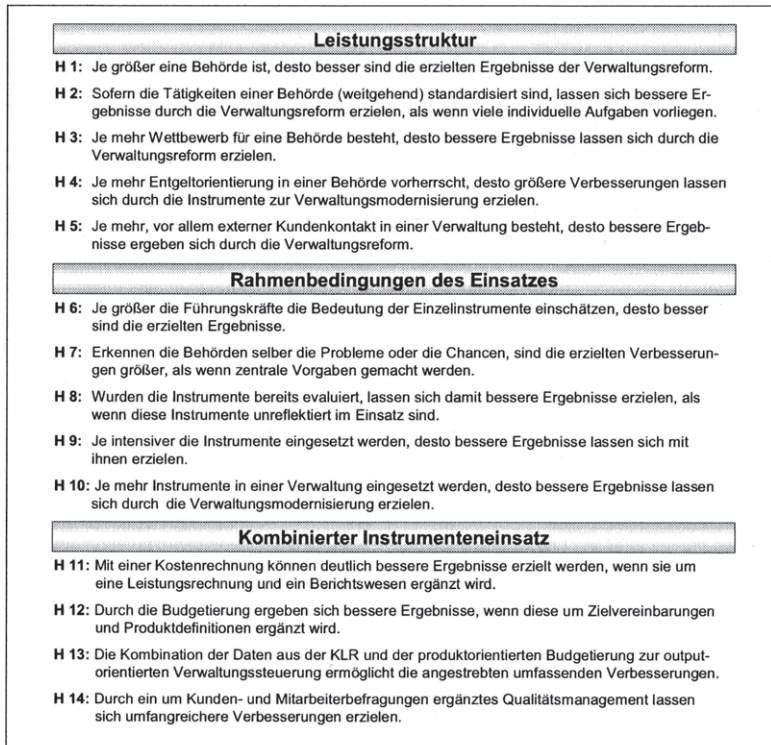 Leistungsstruktur
H 1: Je größer eine Behörde ist, desto besser sind die erzielten Ergebnisse der Verwaltungsreform.
H 2: Sofern die Tätigkeiten einer Behörde (weitgehend) standardisiert sind, lassen sich bessere Er-
gebnisse durch die Verwaltungsreform erzielen, als wenn viele individuelle Aufgaben vorliegen.
H 3: Je mehr Wettbewerb für eine Behörde besteht, desto bessere Ergebnisse lassen sich durch die
Verwaltungsreform erzielen.
H 4: Je mehr Entgeltorientierung in einer Behörde vorherrscht, desto größere Verbesserungen lassen
sich durch die Instrumente zur Verwaltungsmodernisierung erzielen.
H 5: Je mehr, vor allem externer Kundenkontakt in einer Verwaltung besteht, desto bessere Ergeb-
nisse ergeben sich durch die Verwaltungsreform.
Rahmenbedingungen des Einsatzes
H 6: Je größer die Führungskräfte die Bedeutung der Einzelinstrumente einschätzen, desto besser
sind die erzielten Ergebnisse.
H 7: Erkennen die Behörden selber die Probleme oder die Chancen, sind die erzielten Verbesserun-
gen größer, als wenn zentrale Vorgaben gemacht werden.
H 8: Wurden die Instrumente bereits evaluiert, lassen sich damit bessere Ergebnisse erzielen, als
wenn diese Instrumente unreflektiert im Einsatz sind.
H 9: Je intensiver die Instrumente eingesetzt werden, desto bessere Ergebnisse lassen sich mit
ihnen erzielen.
H 10: Je mehr Instrumente in einer Verwaltung eingesetzt werden, desto bessere Ergebnisse lassen
sich durch die Verwaltungsmodernisierung erzielen.
Kombinierter Instrumenteneinsatz
H 11: Mit einer Kostenrechnung können deutlich bessere Ergebnisse erzielt werden, wenn sie um
eine Leistungsrechnung und ein Berichtswesen ergänzt wird.
H 12: Durch die Budgetierung ergeben sich bessere Ergebnisse, wenn diese um Zielvereinbarungen
und Produktdefinitionen ergänzt wird.
H 13: Die Kombination der Daten aus der KLR und der produktorientierten Budgetierung zur output-
orientierten Verwaltungssteuerung ermöglicht die angestrebten umfassenden Verbesserungen.
H 14: Durch ein um Kunden- und Mitarbeiterbefragungen ergänztes Qualitätsmanagement lassen
sich umfangreichere Verbesserungen erzielen.